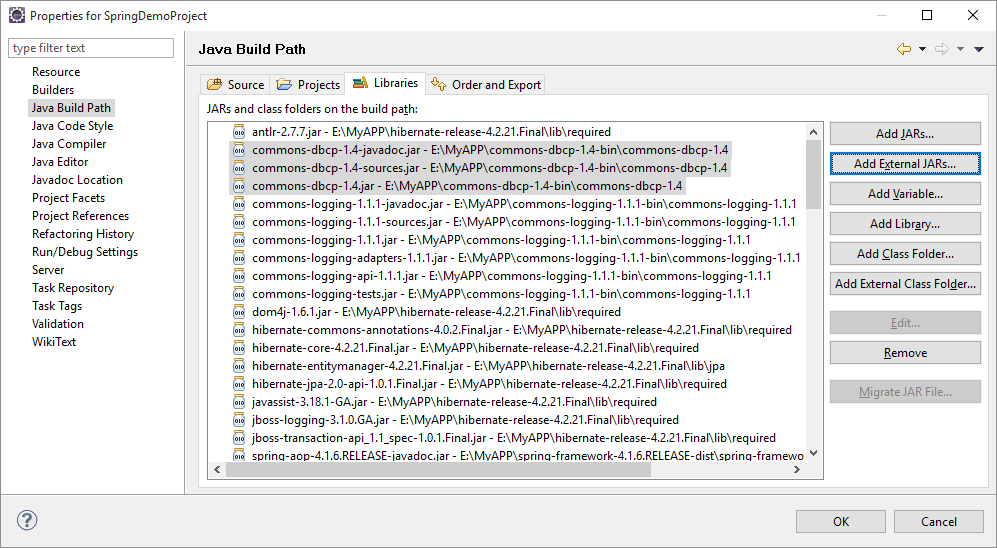 Properties for SpringDemoProject
type filter text
Resource
Builders
Java Build Path
Java Code Style
Java Compiler
Java Editor
Javadoc Location
Project Facets
Project References
Refactoring History
Run/Debug Settings
Server
Task Repository
Task Tags
Validation
WikiText
Java Build Path
Source Projects Libraries Order and Export
JARs and class folders on the build path:
antlr-2.7.7.jar - E:\MyAPP\hibernate-release-4.2.21.Final\lib\required
commons-dbcp-1.4-javadoc.jar - E:\MyAPP\commons-dbcp-1.4-bin\commons-dbcp-1.4
commons-dbcp-1.4-sources.jar - E:\MyAPP\commons-dbcp-1.4-bin\commons-dbcp-1.4
commons-dbcp-1.4.jar - E:\MyAPP\commons-dbcp-1.4-bin\commons-dbcp-1.4
commons-logging-1.1.1-javadoc.jar - E:\MyAPP\commons-logging-1.1.1-bin\commons-logging-1.1.1
commons-logging-1.1.1-sources.jar - E:\MyAPP\commons-logging-1.1.1-bin\commons-logging-1.1.1
commons-logging-1.1.1.jar - E:\MyAPP\commons-logging-1.1.1-bin\commons-logging-1.1.1
commons-logging-adapters-1.1.1.jar - E:\MyAPP\commons-logging-1.1.1-bin\commons-logging-1.1.1
commons-logging-api-1.1.1.jar - E:\MyAPP\commons-logging-1.1.1-bin\commons-logging-1.1.1
commons-logging-tests.jar - E:\MyAPP\commons-logging-1.1.1-bin\commons-logging-1.1.1
dom4j-1.6.1.jar - E:\MyAPP\hibernate-release-4.2.21.Final\lib\required
hibernate-commons-annotations-4.0.2.Final.jar - E:\MyAPP\hibernate-release-4.2.21.Final\lib\required
hibernate-core-4.2.21.Final.jar - E:\MyAPP\hibernate-release-4.2.21.Final\lib\required
hibernate-entitymanager-4.2.21.Final.jar - E:\MyAPP\hibernate-release-4.2.21.Final\lib\jpa
hibernate-jpa-2.0-api-1.0.1.Final.jar - E:\MyAPP\hibernate-release-4.2.21.Final\lib\required
javassist-3.18.1-GA.jar - E:\MyAPP\hibernate-release-4.2.21.Final\lib\required
jboss-logging-3.1.0.GA.jar - E:\MyAPP\hibernate-release-4.2.21.Final\lib\required
jboss-transaction-api_1.1_spec-1.0.1.Final.jar - E:\MyAPP\hibernate-release-4.2.21.Final\lib\required
spring-aop-4.1.6.RELEASE-javadoc.jar - E:\MyAPP\spring-framework-4.1.6.RELEASE-dist\spring-framewo
Add JARs...
Add External JARs...
Add Variable...
Add Library...
Add Class Folder...
Add External Class Folder...
Edit...
Remove
Migrate JAR File...
OK Cancel